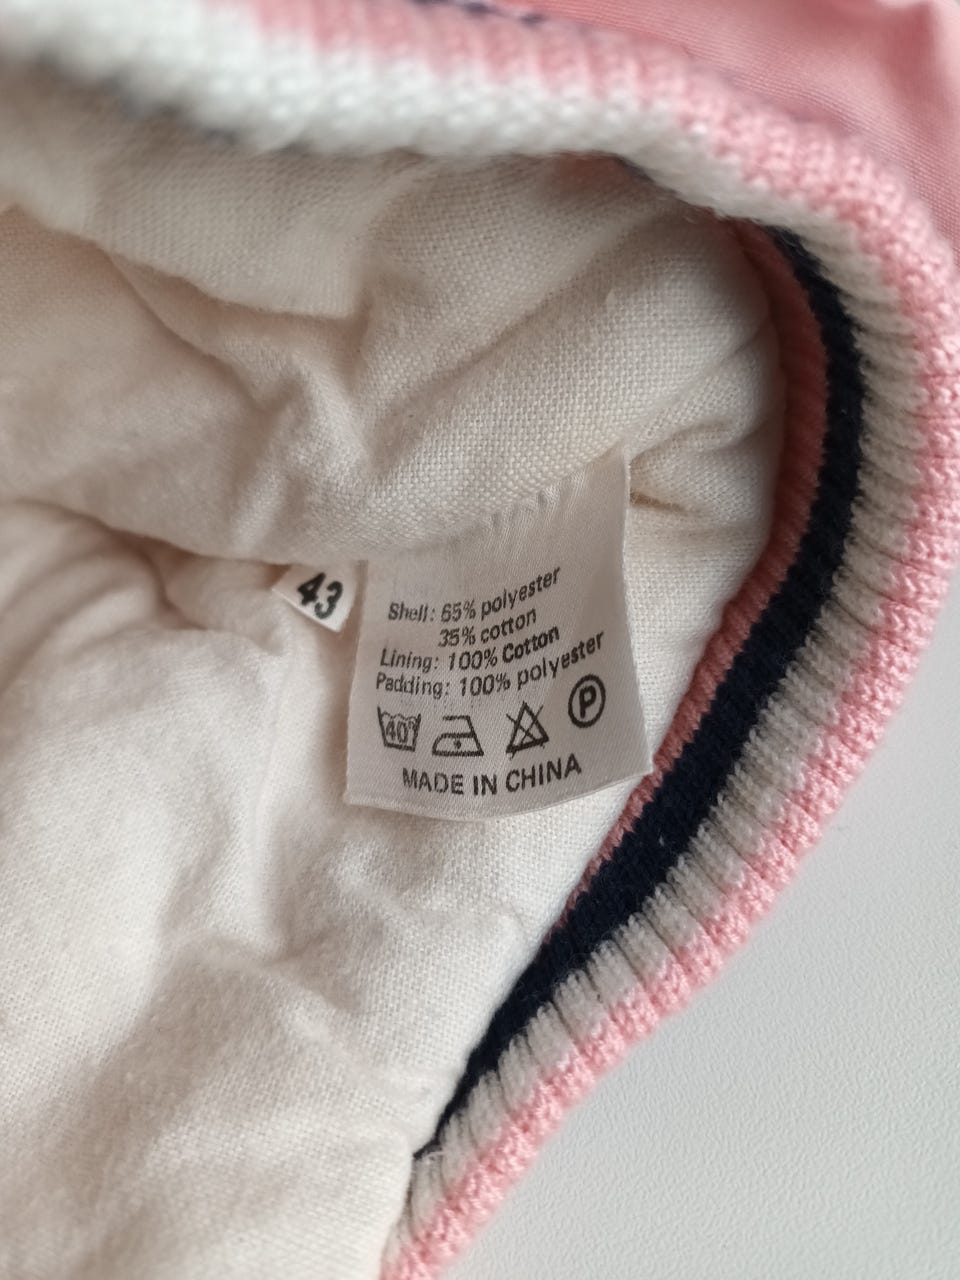 43
Shell: 65% polyester
35% cotton
Lining: 100% Cotton
Padding: 100% polyester
40° P
MADE IN CHINA